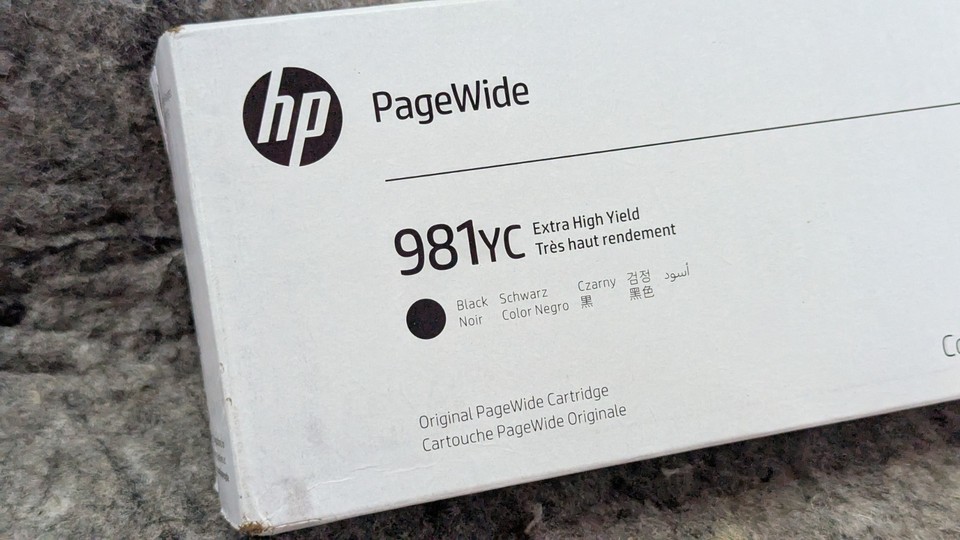 hp PageWide
981YC Extra High Yield
Très haut rendement
Black Schwarz Czarny 검정 أسود
Noir Color Negro 黒 黑色
Original PageWide Cartridge
Cartouche PageWide Originale